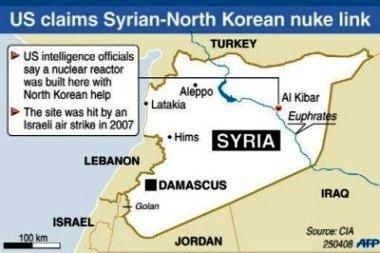 US claims Syrian-North Korean nuke link
US intelligence officials
say a nuclear reactor
was built here with
North Korean help
The site was hit by an
Israeli air strike in 2007
TURKEY
Aleppo
Al Kibar
Latakia
Euphrates
Hims
SYRIA
LEBANON
DAMASCUS
IRAQ
Golan
ISRAEL
JORDAN
100 km
Source: CIA
250408 AFP